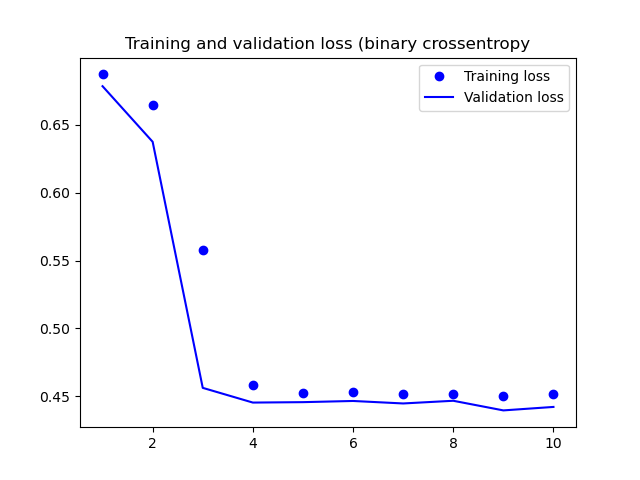 Training and validation loss (binary crossentropy
Training loss
Validation loss
0.65
0.60
0.55
0.50
0.45
2 4 6 8 10